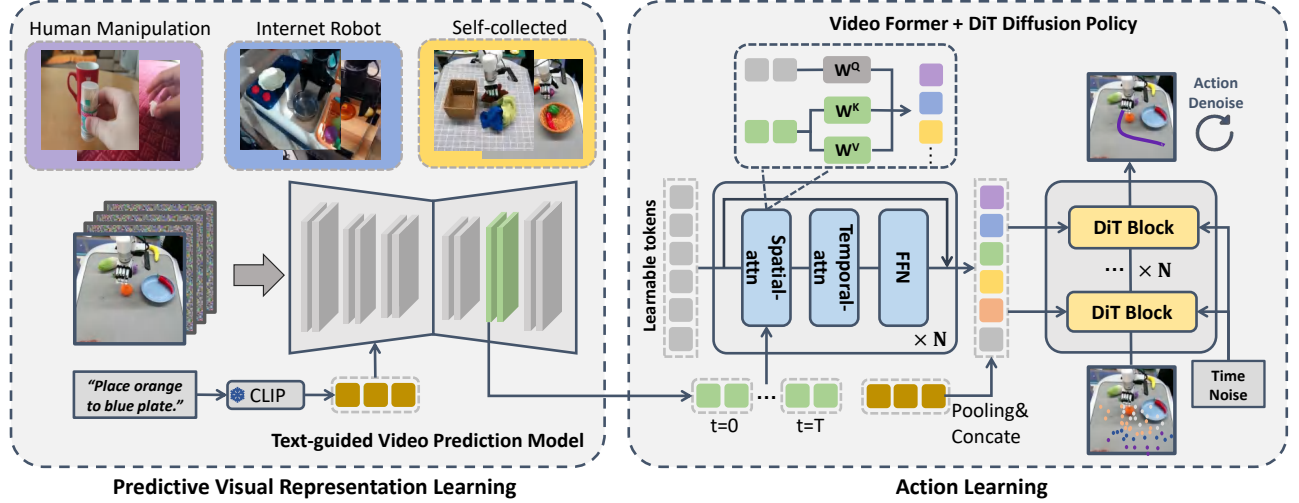 Human Manipulation
Internet Robot
Self-collected
“Place orange
to blue plate.”
CLIP
Text-guided Video Prediction Model
Predictive Visual Representation Learning
Video Former + DiT Diffusion Policy
W^Q
W^K
W^V
Learnable tokens
Spatial-
attn
Temporal-
attn
FFN
× N
t=0
...
t=T
Pooling&
Concate
Action
Denoise
DiT Block
... × N
DiT Block
Time
Noise
Action Learning